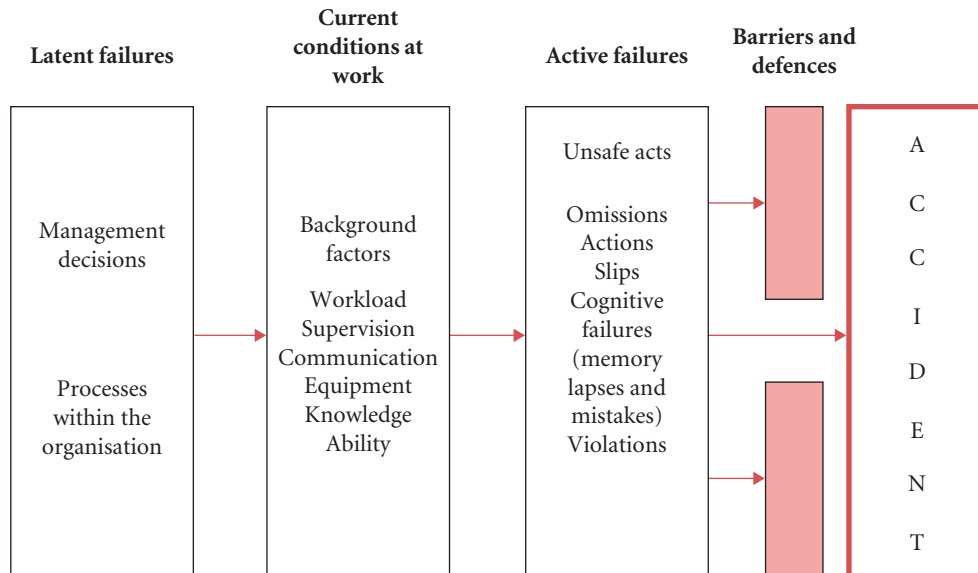 Latent failures
Current
conditions at
work
Active failures
Barriers and
defences
Management
decisions
Processes
within the
organisation
Background
factors
Workload
Supervision
Communication
Equipment
Knowledge
Ability
Unsafe acts
Omissions
Actions
Slips
Cognitive
failures
(memory
lapses and
mistakes)
Violations
A
C
C
I
D
E
N
T